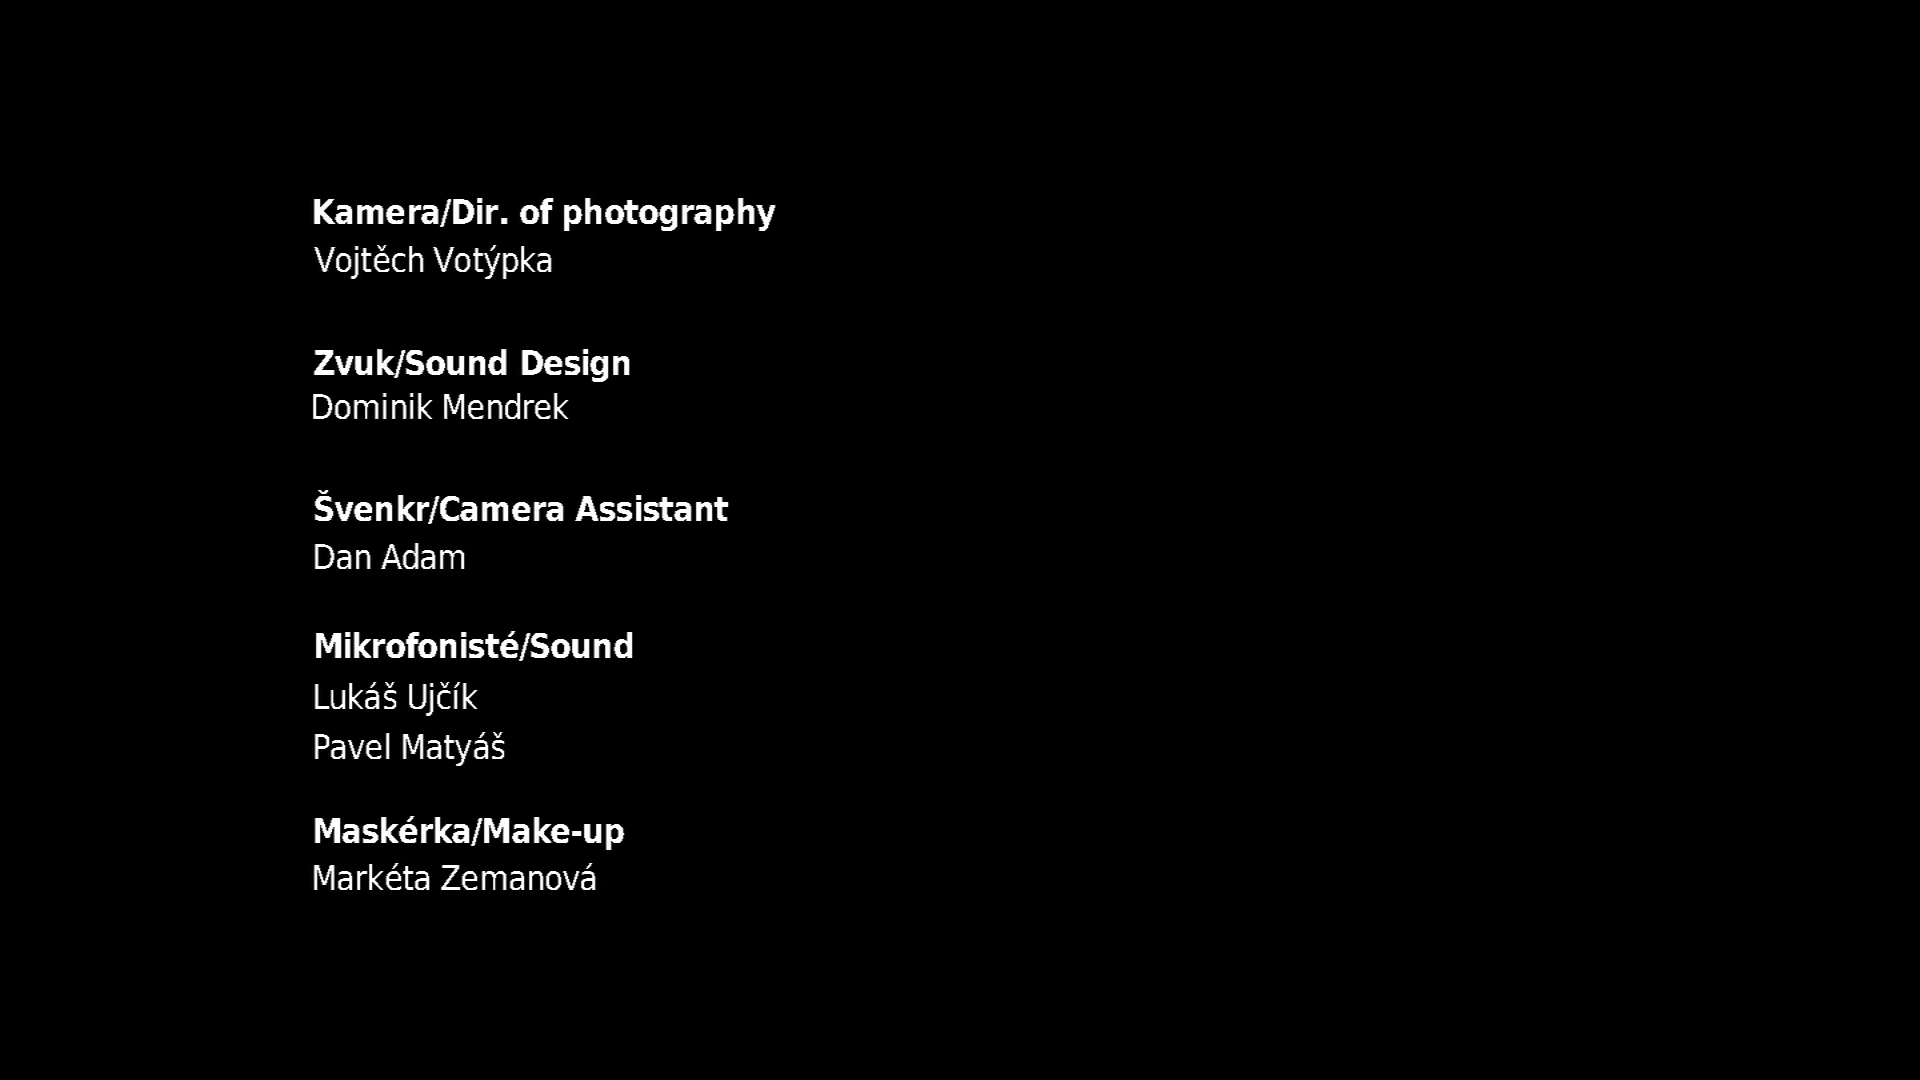 Kamera/Dir. of photography
Vojtěch Votýpka
Zvuk/Sound Design
Dominik Mendrek
Švenkr/Camera Assistant
Dan Adam
Mikrofonisté/Sound
Lukáš Ujčík
Pavel Matyáš
Maskérka/Make-up
Markéta Zemanová